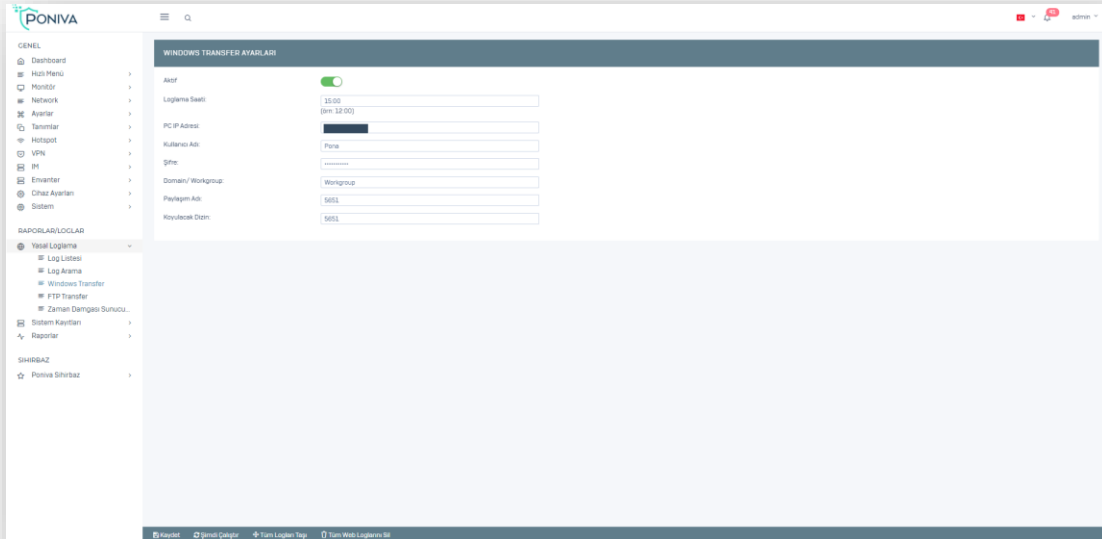 PONIVA
admin
GENEL
Dashboard
Hızlı Menü
Monitör
Network
Ayarlar
Tanımlar
Hotspot
VPN
IM
Envanter
Cihaz Ayarları
Sistem
RAPORLAR/LOGLAR
Yasal Loglama
Log Listesi
Log Arama
Windows Transfer
FTP Transfer
Zaman Damgası Sunucu...
Sistem Kayıtları
Raporlar
SIHIRBAZ
Poniva Sihirbaz
WINDOWS TRANSFER AYARLARI
Aktif
Loglama Saati:
15:00
(örn: 12:00)
PC IP Adresi:
Kullanıcı Adı:
Pona
Şifre:
Domain/ Workgroup:
Workgroup
Paylaşım Adı:
5651
Koyulacak Dizin:
5651
Kaydet Şimdi Çalıştır Tüm Logları Taşı Tüm Web Loglarını Sil